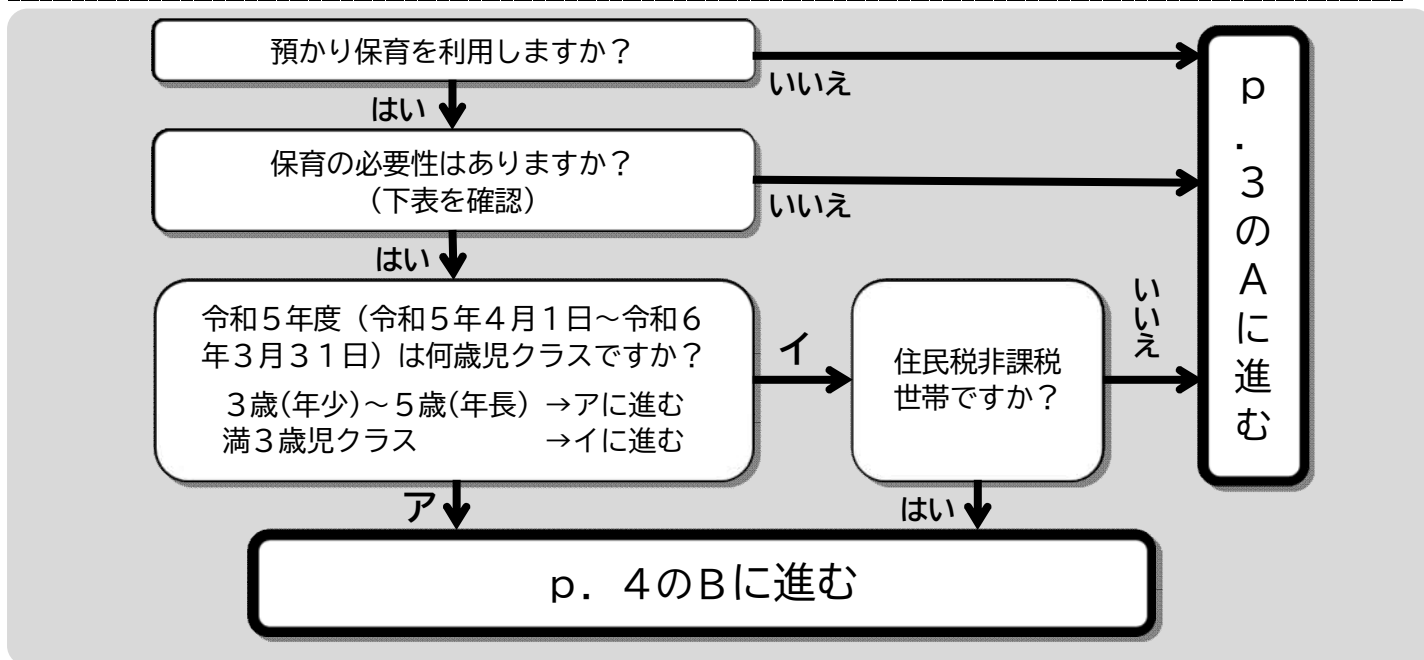 預かり保育を利用しますか？
いいえ
はい
保育の必要性はありますか？
（下表を確認）
いいえ
はい
令和５年度（令和５年４月１日～令和６
年３月３１日）は何歳児クラスですか？
３歳(年少)～５歳(年長) →アに進む
満３歳児クラス →イに進む
イ
住民税非課税
世帯ですか？
いいえ
ア
はい
ｐ．３のＡに進む
ｐ．４のＢに進む